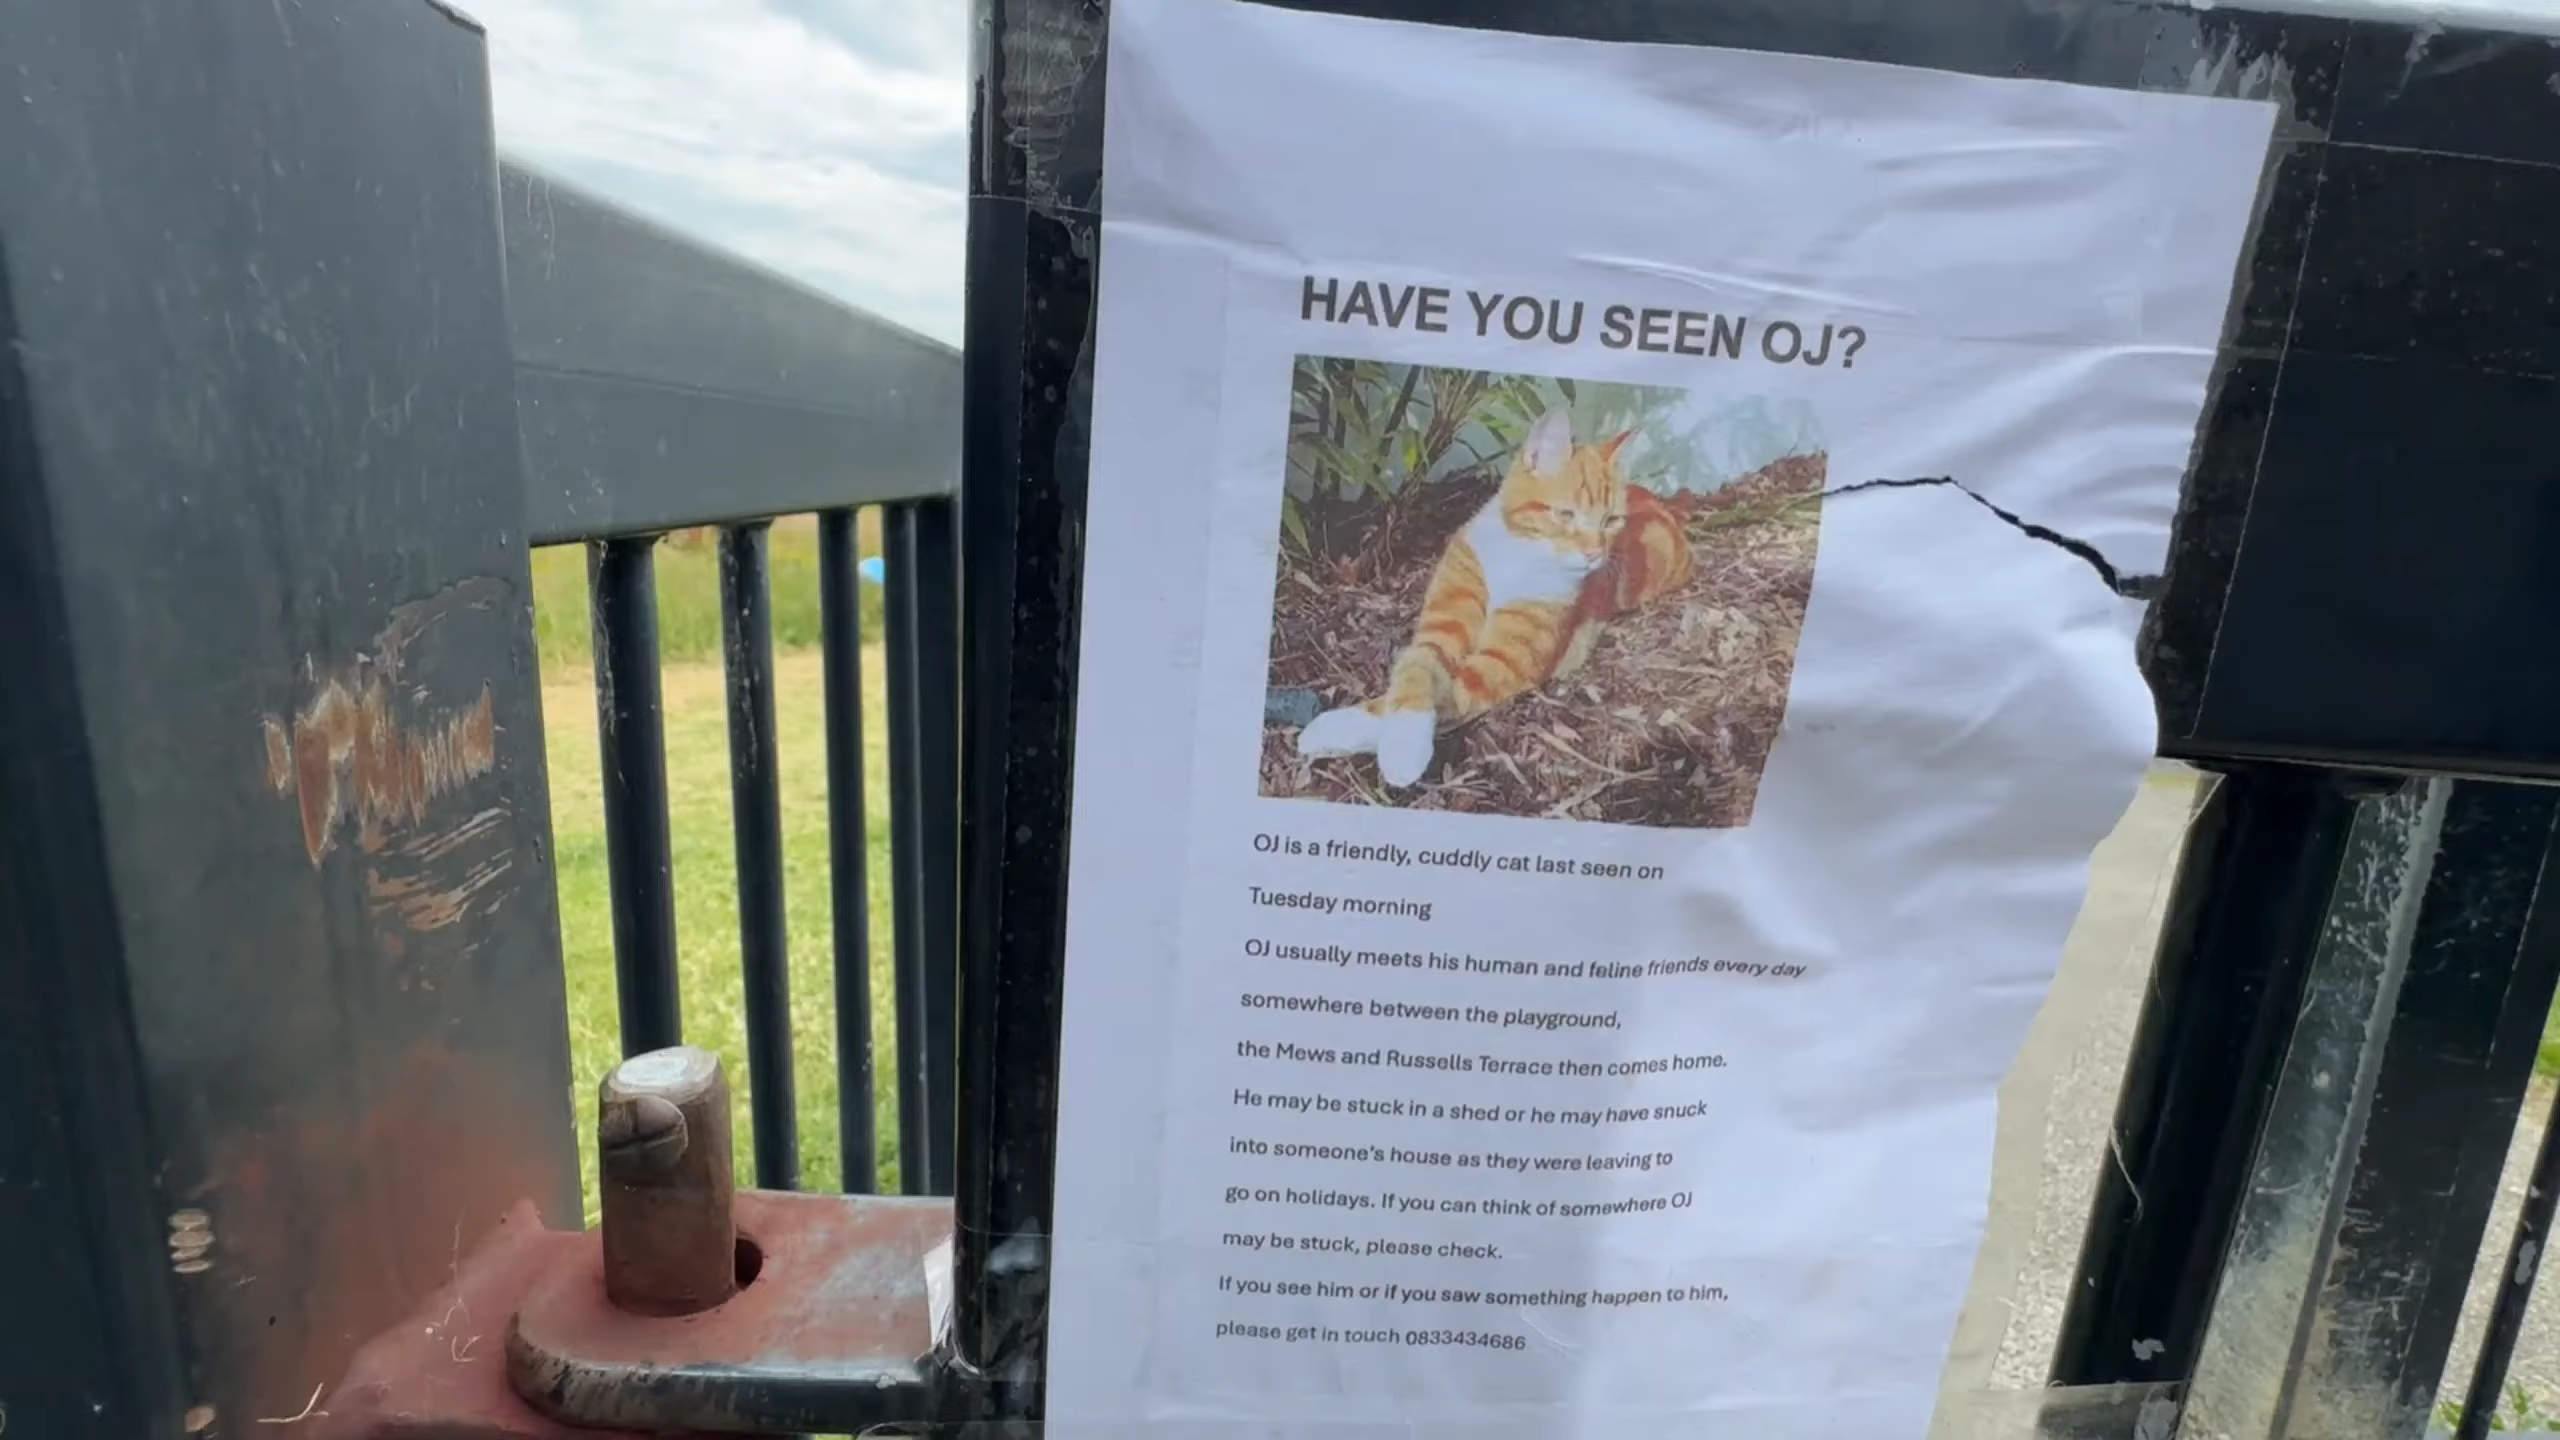 HAVE YOU SEEN OJ?
OJ is a friendly, cuddly cat last seen on
Tuesday morning
OJ usually meets his human and feline friends every day
somewhere between the playground,
the Mews and Russells Terrace then comes home.
He may be stuck in a shed or he may have snuck
into someone's house as they were leaving to
go on holidays. If you can think of somewhere OJ
may be stuck, please check.
If you see him or if you saw something happen to him,
please get in touch 0833434686